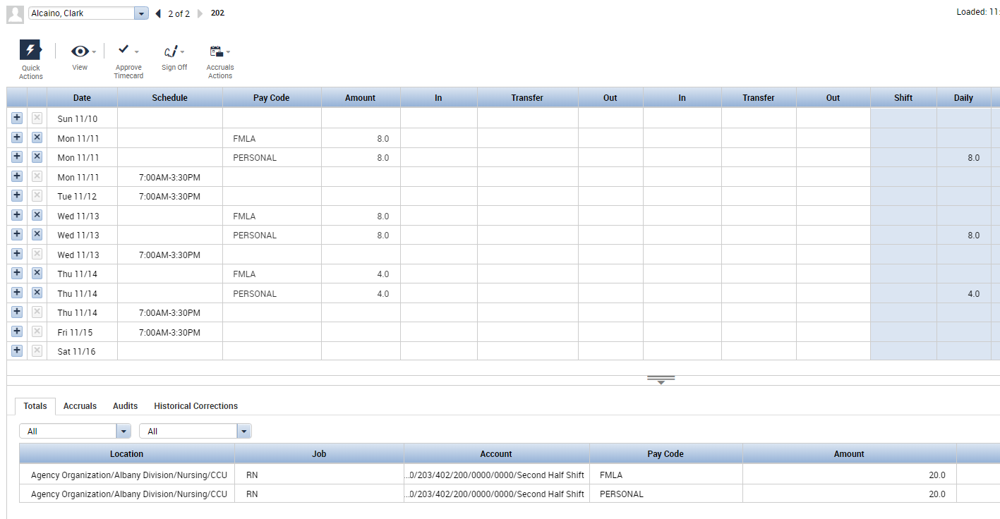 Alcaino, Clark 2 of 2 202 Loaded: 11:
Quick Actions View Approve Timecard Sign Off Accruals Actions
Date Schedule Pay Code Amount In Transfer Out In Transfer Out Shift Daily
Sun 11/10
Mon 11/11 FMLA 8.0
Mon 11/11 PERSONAL 8.0 8.0
Mon 11/11 7:00AM-3:30PM
Tue 11/12 7:00AM-3:30PM
Wed 11/13 FMLA 8.0
Wed 11/13 PERSONAL 8.0 8.0
Wed 11/13 7:00AM-3:30PM
Thu 11/14 FMLA 4.0
Thu 11/14 PERSONAL 4.0 4.0
Thu 11/14 7:00AM-3:30PM
Fri 11/15 7:00AM-3:30PM
Sat 11/16
Totals Accruals Audits Historical Corrections
All All
Location Job Account Pay Code Amount
Agency Organization/Albany Division/Nursing/CCU RN ...0/203/402/200/0000/0000/Second Half Shift FMLA 20.0
Agency Organization/Albany Division/Nursing/CCU RN ...0/203/402/200/0000/0000/Second Half Shift PERSONAL 20.0